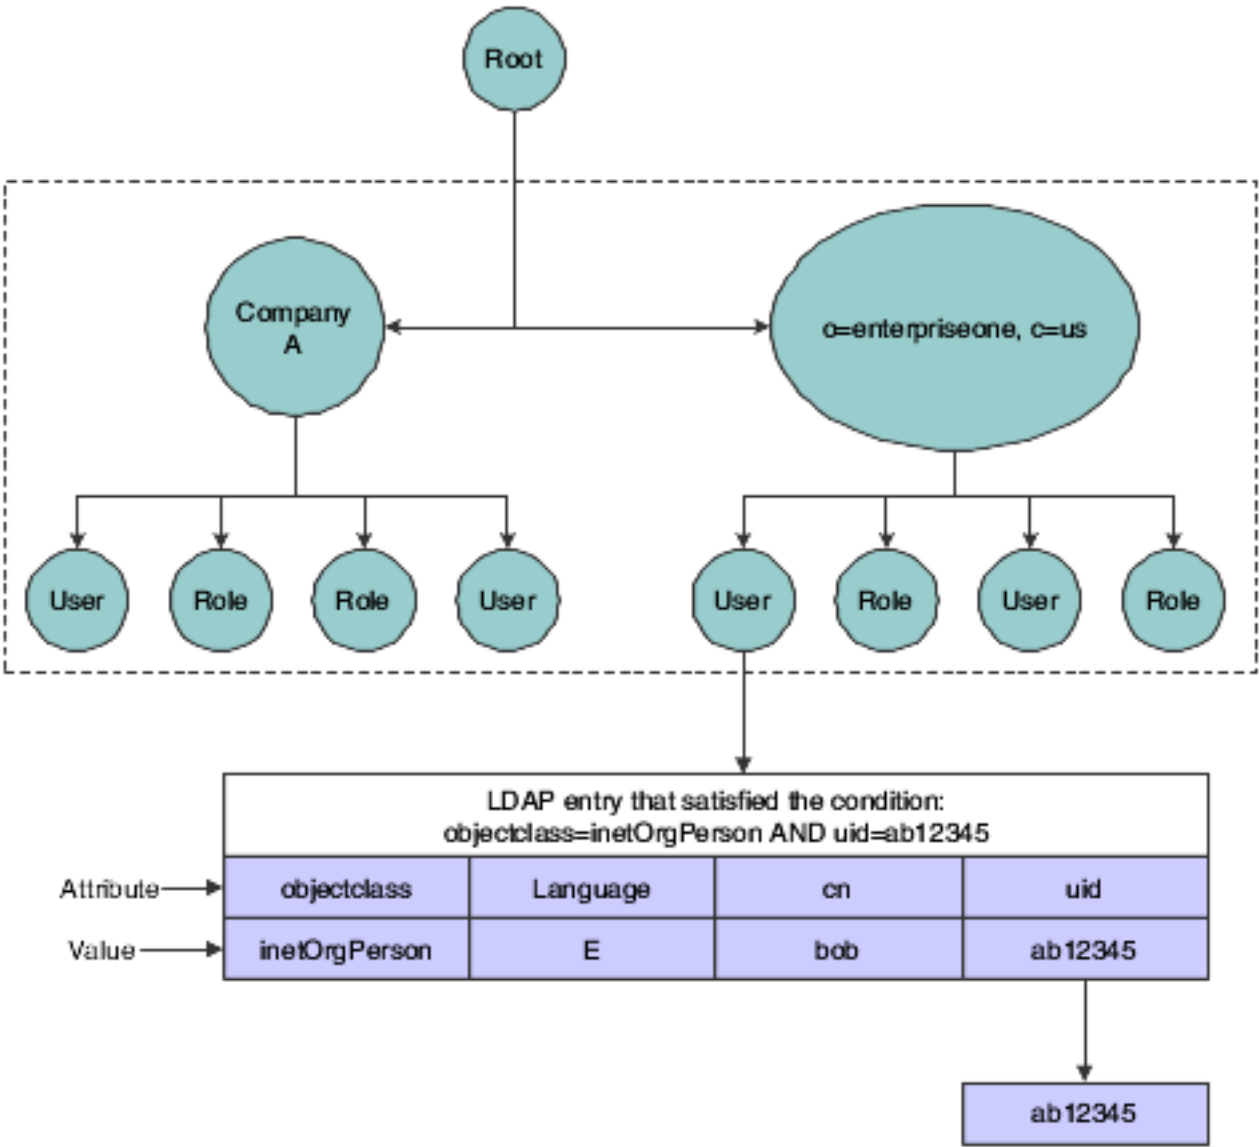 Root
Company
A
o=enterpriseone, c=us
User
Role
Role
User
User
Role
User
Role
LDAP entry that satisfied the condition:
objectclass=inetOrgPerson AND uid=ab12345
Attribute
objectclass
Language
cn
uid
Value
inetOrgPerson
E
bob
ab12345
ab12345